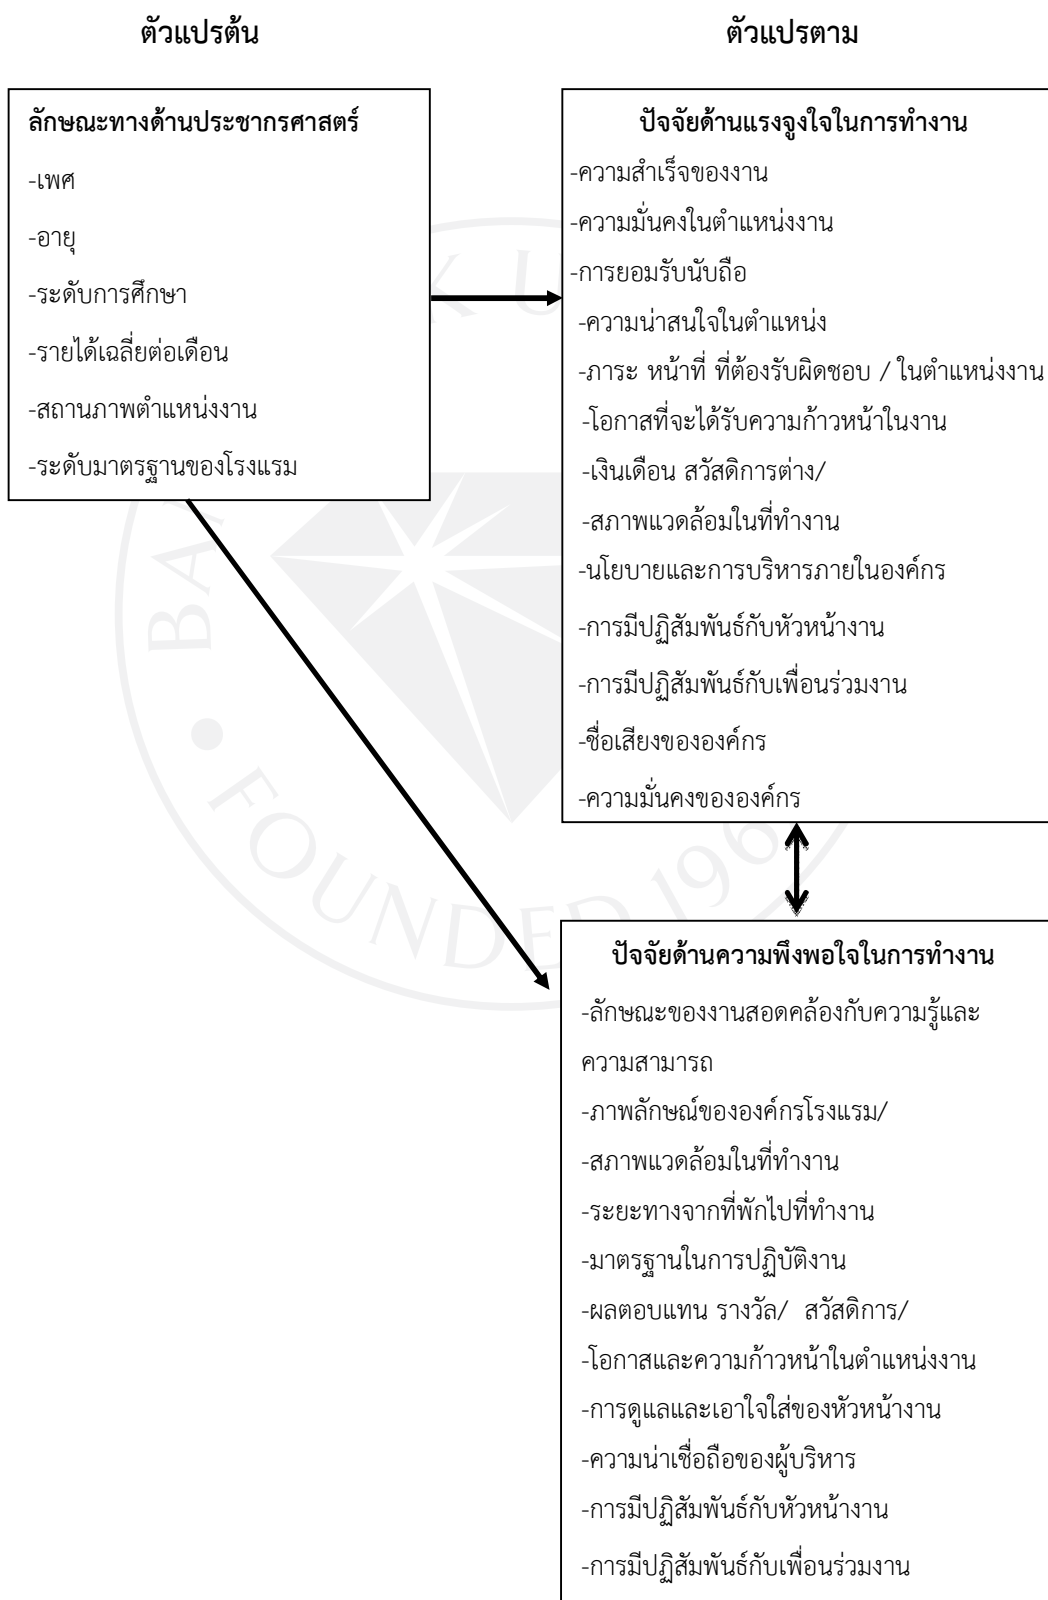 ตัวแปรต้น
ตัวแปรตาม
ลักษณะทางด้านประชากรศาสตร์
-เพศ
-อายุ
-ระดับการศึกษา
-รายได้เฉลี่ยต่อเดือน
-สถานภาพตำแหน่งงาน
-ระดับมาตรฐานของโรงแรม
ปัจจัยด้านแรงจูงใจในการทำงาน
-ความสำเร็จของงาน
-ความมั่นคงในตำแหน่งงาน
-การยอมรับนับถือ
-ความน่าสนใจในตำแหน่ง
-ภาระ หน้าที่ ที่ต้องรับผิดชอบ / ในตำแหน่งงาน
-โอกาสที่จะได้รับความก้าวหน้าในงาน
-เงินเดือน สวัสดิการต่าง/
-สภาพแวดล้อมในที่ทำงาน
-นโยบายและการบริหารภายในองค์กร
-การมีปฏิสัมพันธ์กับหัวหน้างาน
-การมีปฏิสัมพันธ์กับเพื่อนร่วมงาน
-ชื่อเสียงขององค์กร
-ความมั่นคงขององค์กร
ปัจจัยด้านความพึงพอใจในการทำงาน
-ลักษณะของงานสอดคล้องกับความรู้และ
ความสามารถ
-ภาพลักษณ์ขององค์กรโรงแรม/
-สภาพแวดล้อมในที่ทำงาน
-ระยะทางจากที่พักไปที่ทำงาน
-มาตรฐานในการปฏิบัติงาน
-ผลตอบแทน รางวัล/ สวัสดิการ/
-โอกาสและความก้าวหน้าในตำแหน่งงาน
-การดูแลและเอาใจใส่ของหัวหน้างาน
-ความน่าเชื่อถือของผู้บริหาร
-การมีปฏิสัมพันธ์กับหัวหน้างาน
-การมีปฏิสัมพันธ์กับเพื่อนร่วมงาน
FOUNDED 196